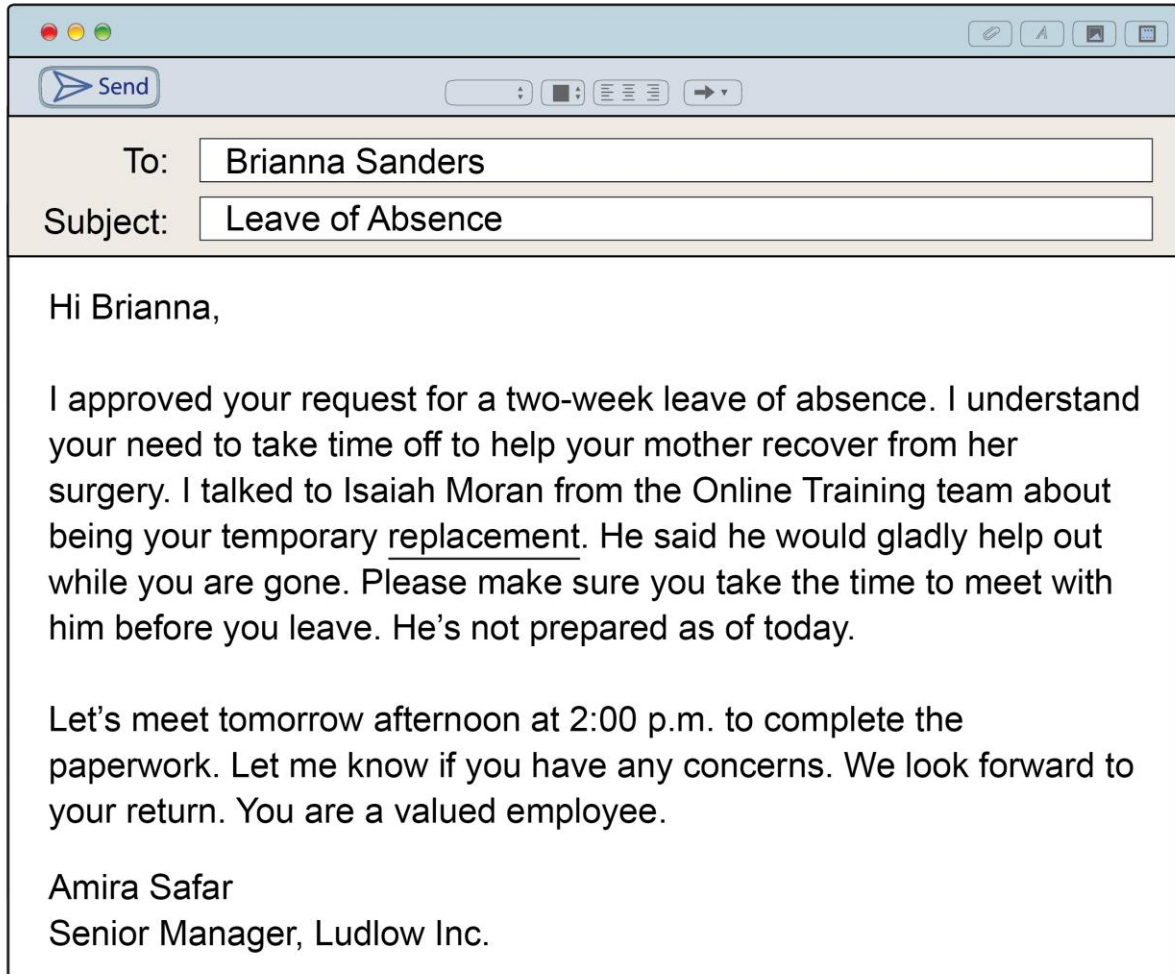 Send
To: Brianna Sanders
Subject: Leave of Absence
Hi Brianna,
I approved your request for a two-week leave of absence. I understand
your need to take time off to help your mother recover from her
surgery. I talked to Isaiah Moran from the Online Training team about
being your temporary replacement. He said he would gladly help out
while you are gone. Please make sure you take the time to meet with
him before you leave. He’s not prepared as of today.
Let’s meet tomorrow afternoon at 2:00 p.m. to complete the
paperwork. Let me know if you have any concerns. We look forward to
your return. You are a valued employee.
Amira Safar
Senior Manager, Ludlow Inc.